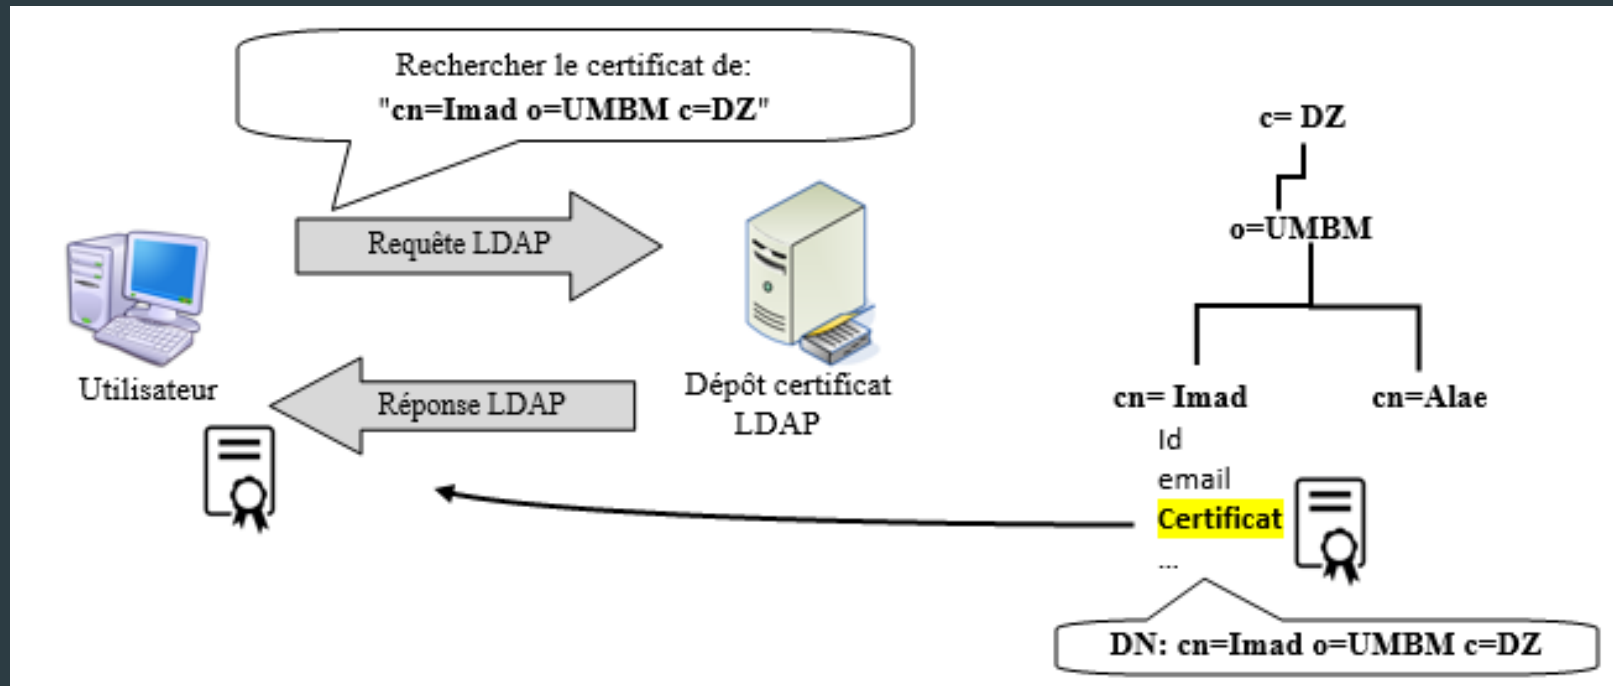 Rechercher le certificat de:
"cn=Imad o=UMBM c=DZ"
Requête LDAP
Utilisateur
Réponse LDAP
Dépôt certificat
LDAP
c= DZ
o=UMBM
cn= Imad
cn=Alae
Id
email
Certificat
...
DN: cn=Imad o=UMBM c=DZ